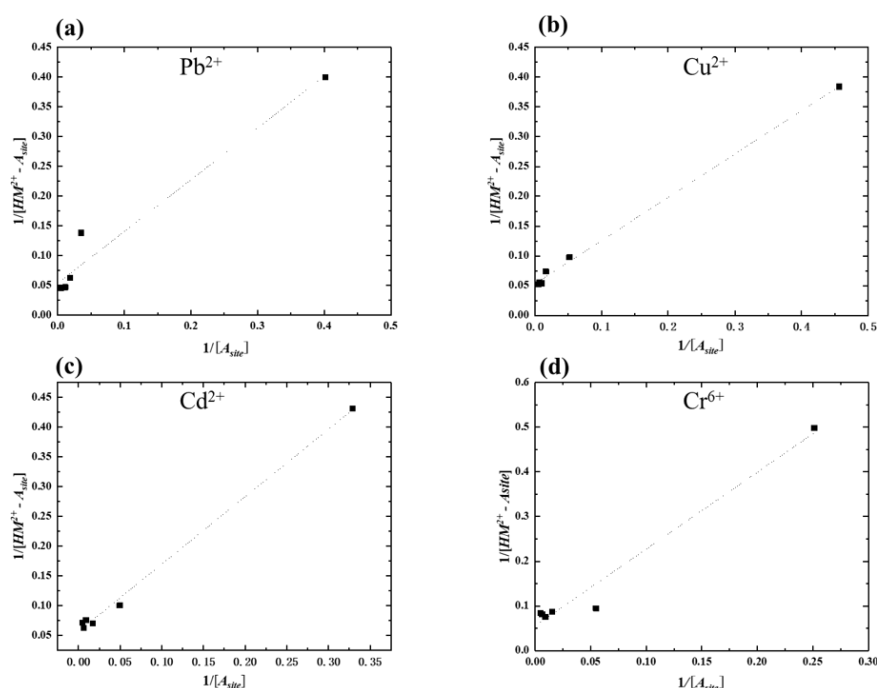 (a)
Pb²⁺
0.45
0.40
0.35
0.30
0.25
0.20
0.15
0.10
0.05
0.00
1/[HM²⁺ - A_site]
0.0 0.1 0.2 0.3 0.4 0.5
1/[A_site]
(b)
Cu²⁺
0.45
0.40
0.35
0.30
0.25
0.20
0.15
0.10
0.05
0.00
1/[HM²⁺ - A_site]
0.0 0.1 0.2 0.3 0.4 0.5
1/[A_site]
(c)
Cd²⁺
0.45
0.40
0.35
0.30
0.25
0.20
0.15
0.10
0.05
1/[HM²⁺ - A_site]
0.00 0.05 0.10 0.15 0.20 0.25 0.30 0.35
1/[A_site]
(d)
Cr⁶⁺
0.6
0.5
0.4
0.3
0.2
0.1
0.0
1/[HM²⁺ - Asite]
0.00 0.05 0.10 0.15 0.20 0.25 0.30
1/[A_site]